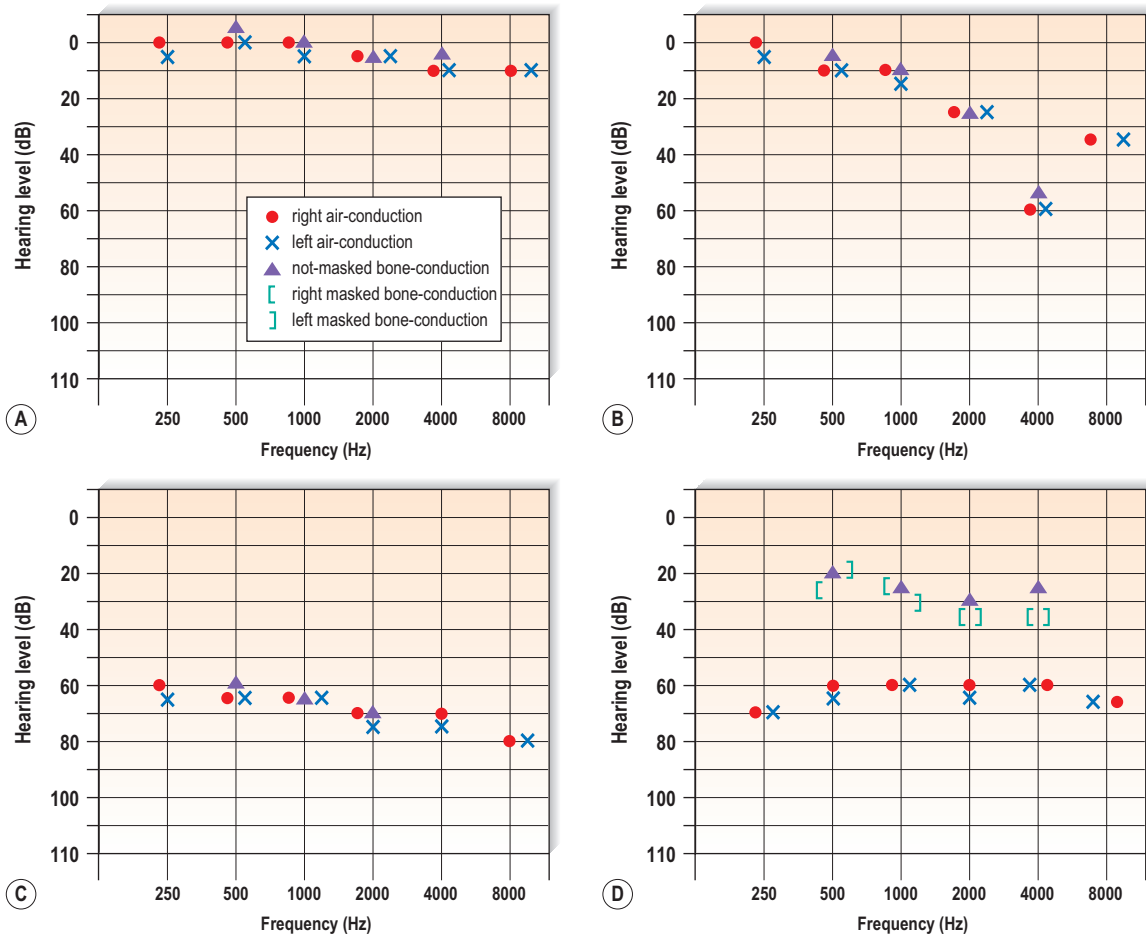 0
20
40
60
80
100
110
Hearing level (dB)
right air-conduction
left air-conduction
not-masked bone-conduction
right masked bone-conduction
left masked bone-conduction
250 500 1000 2000 4000 8000
Frequency (Hz)
A
0
20
40
60
80
100
110
Hearing level (dB)
250 500 1000 2000 4000 8000
Frequency (Hz)
B
0
20
40
60
80
100
110
Hearing level (dB)
250 500 1000 2000 4000 8000
Frequency (Hz)
C
0
20
40
60
80
100
110
Hearing level (dB)
250 500 1000 2000 4000 8000
Frequency (Hz)
D